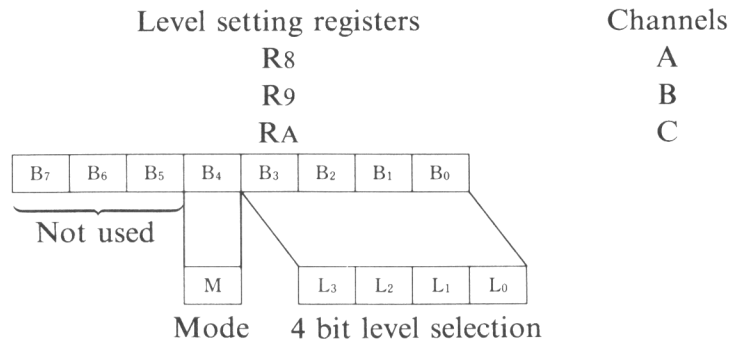 Level setting registers Channels
R8 A
R9 B
RA C
B7 B6 B5 B4 B3 B2 B1 B0
Not used
M L3 L2 L1 L0
Mode 4 bit level selection